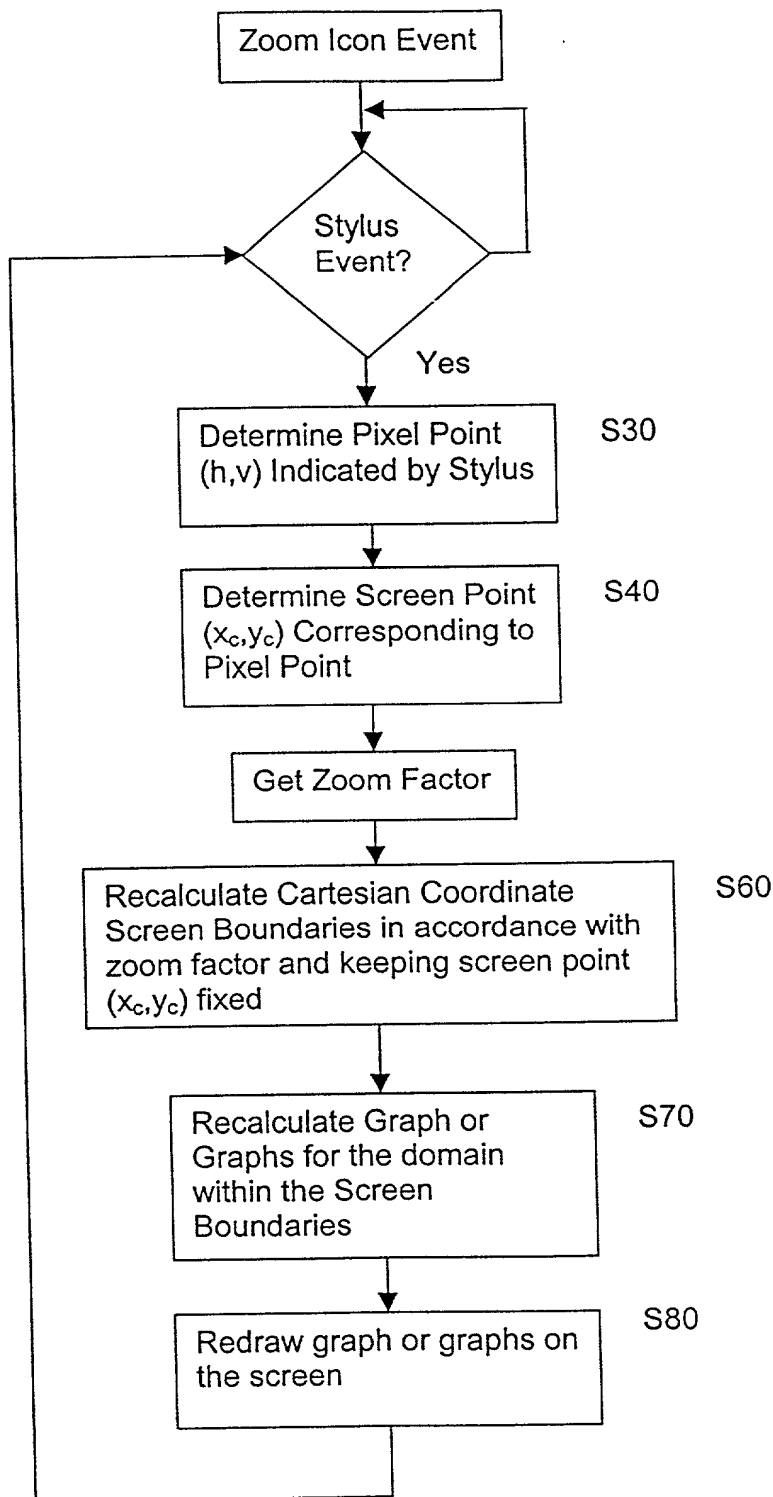 Zoom Icon Event
Stylus
Event?
Yes
Determine Pixel Point
(h,v) Indicated by Stylus
S30
Determine Screen Point
(xc,yc) Corresponding to
Pixel Point
S40
Get Zoom Factor
Recalculate Cartesian Coordinate
Screen Boundaries in accordance with
zoom factor and keeping screen point
(xc,yc) fixed
S60
Recalculate Graph or
Graphs for the domain
within the Screen
Boundaries
S70
Redraw graph or graphs on
the screen
S80